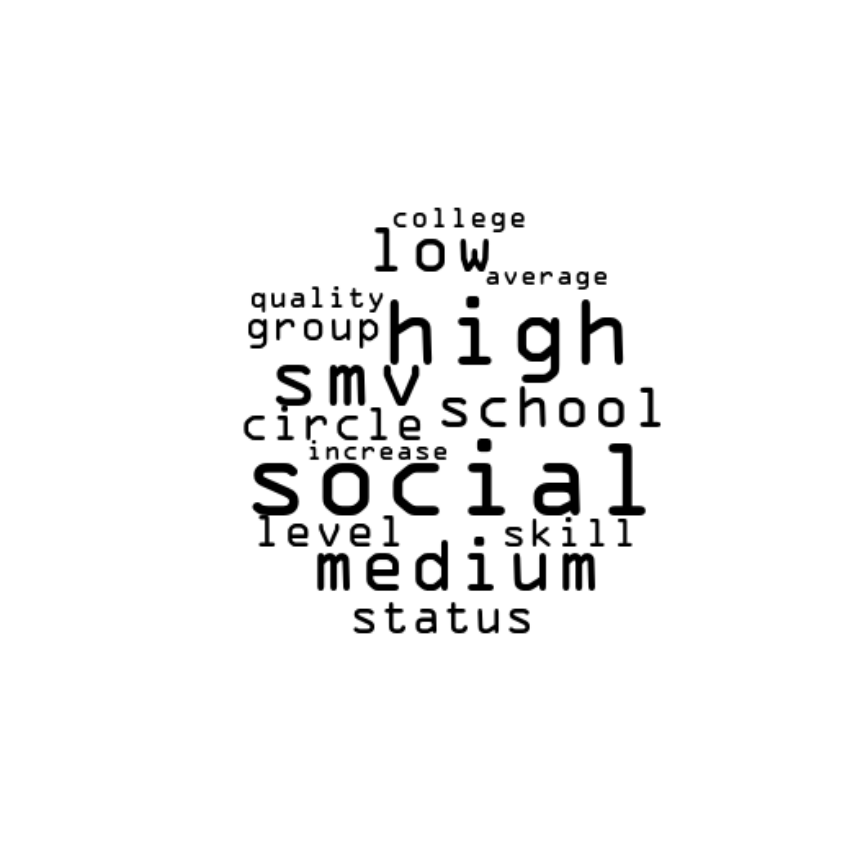 college
low
average
quality
group
high
smv
school
circle
increase
social
level
skill
medium
status